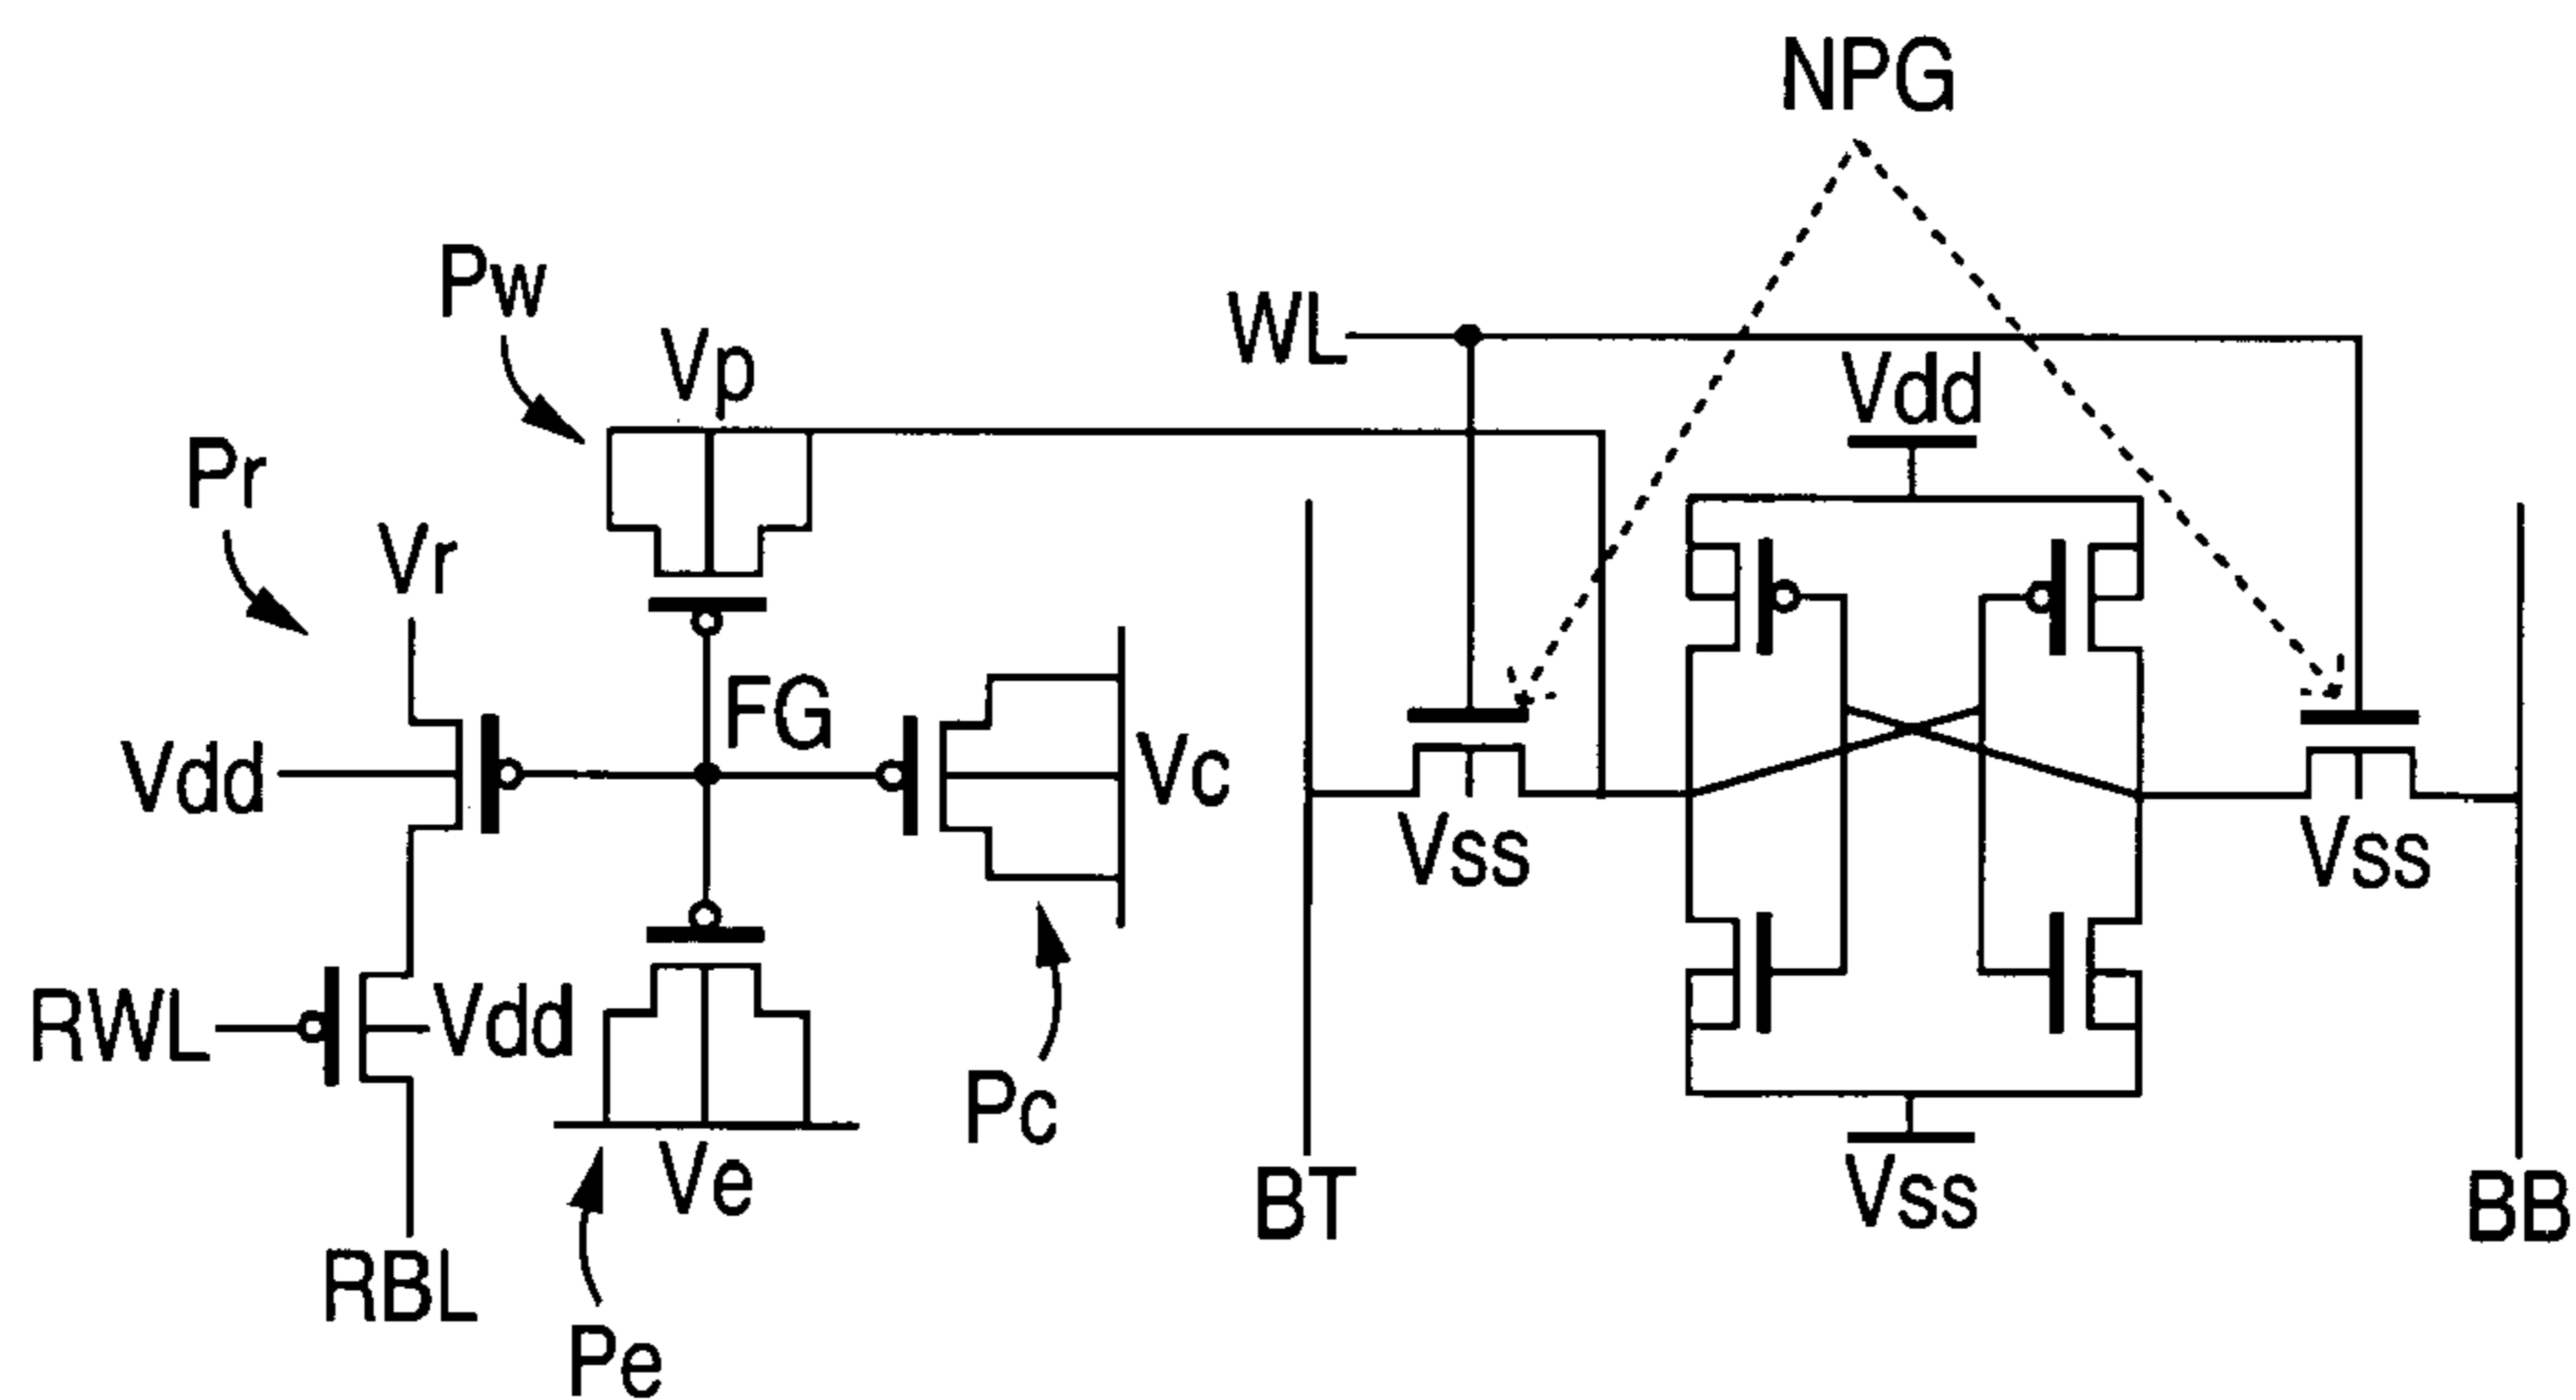 NPG
Pw
WL
Vp
Vdd
Pr
Vr
FG
Vdd
Vc
Vss
Vss
RWL
Vdd
Pc
Ve
BT
Vss
BB
RBL
Pe